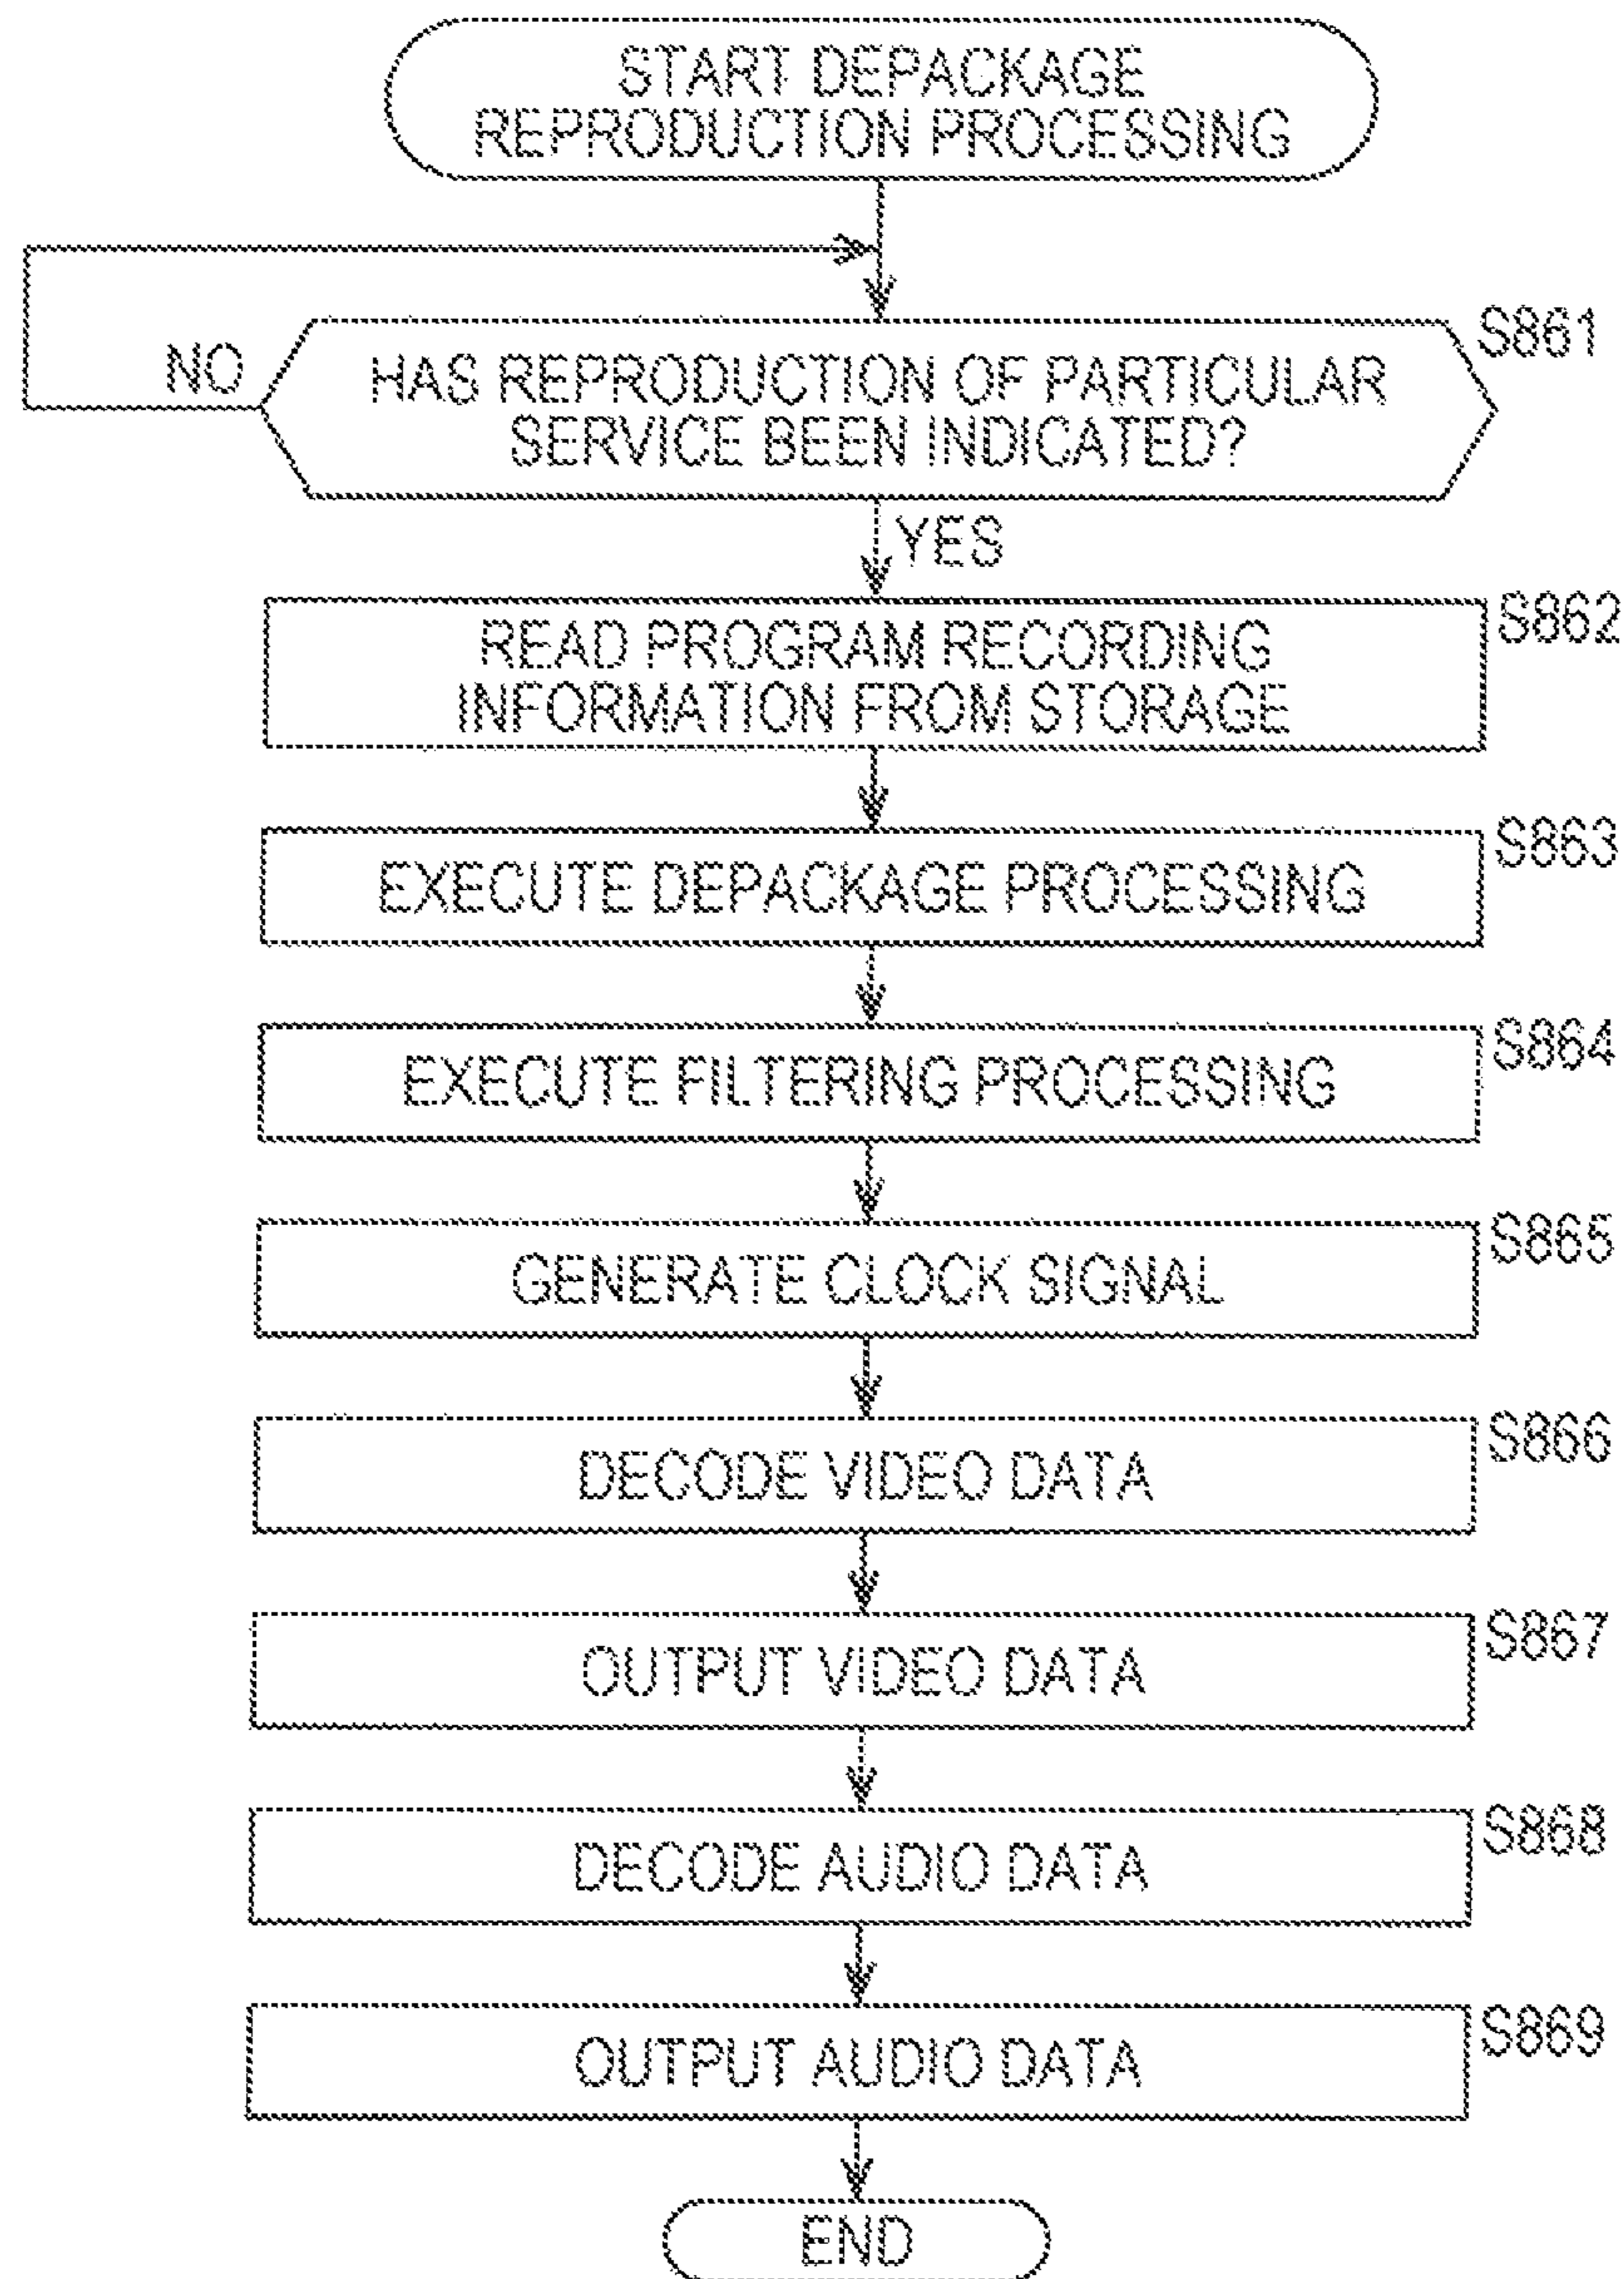 START DEPACKAGE
REPRODUCTION PROCESSING
S861
NO
HAS REPRODUCTION OF PARTICULAR
SERVICE BEEN INDICATED?
YES
S862
READ PROGRAM RECORDING
INFORMATION FROM STORAGE
S863
EXECUTE DEPACKAGE PROCESSING
S864
EXECUTE FILTERING PROCESSING
S865
GENERATE CLOCK SIGNAL
S866
DECODE VIDEO DATA
S867
OUTPUT VIDEO DATA
S868
DECODE AUDIO DATA
S869
OUTPUT AUDIO DATA
END